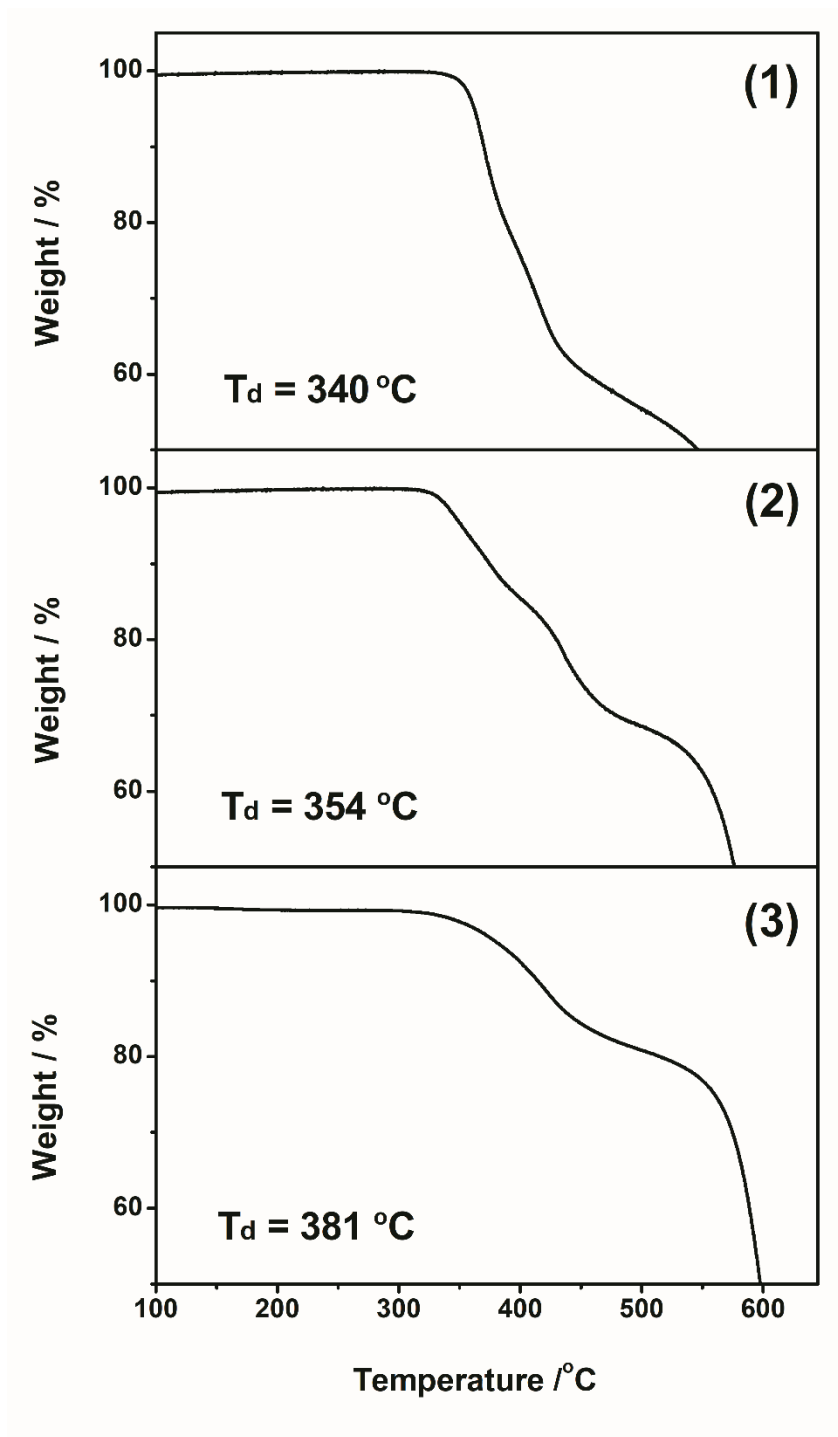 (1)
100
80
60
Weight / %
Td = 340 °C
(2)
100
80
60
Weight / %
Td = 354 °C
(3)
100
80
60
Weight / %
Td = 381 °C
100 200 300 400 500 600
Temperature /°C